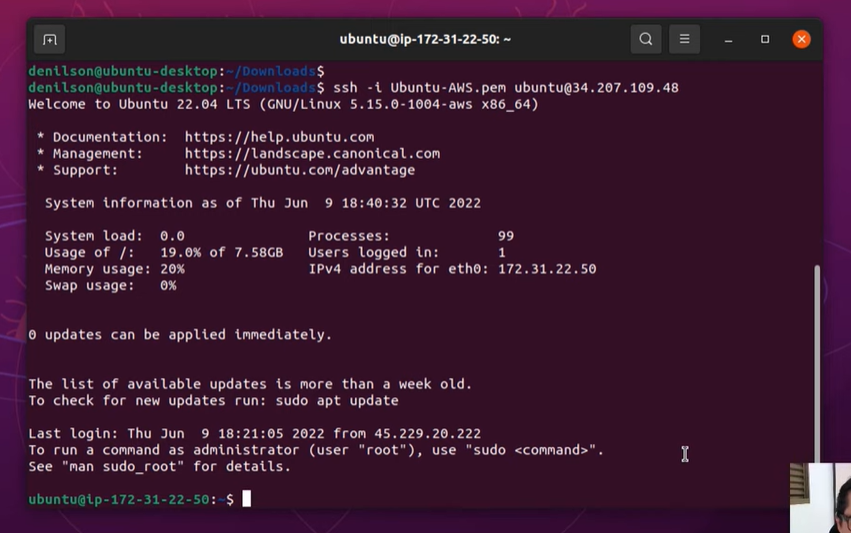 ubuntu@ip-172-31-22-50: ~
denilson@ubuntu-desktop:~/Downloads$
denilson@ubuntu-desktop:~/Downloads$ ssh -i Ubuntu-AWS.pem ubuntu@34.207.109.48
Welcome to Ubuntu 22.04 LTS (GNU/Linux 5.15.0-1004-aws x86_64)
* Documentation: https://help.ubuntu.com
* Management: https://landscape.canonical.com
* Support: https://ubuntu.com/advantage
System information as of Thu Jun 9 18:40:32 UTC 2022
System load: 0.0 Processes: 99
Usage of /: 19.0% of 7.58GB Users logged in: 1
Memory usage: 20% IPv4 address for eth0: 172.31.22.50
Swap usage: 0%
0 updates can be applied immediately.
The list of available updates is more than a week old.
To check for new updates run: sudo apt update
Last login: Thu Jun 9 18:21:05 2022 from 45.229.20.222
To run a command as administrator (user "root"), use "sudo <command>".
See "man sudo_root" for details.
ubuntu@ip-172-31-22-50:~$